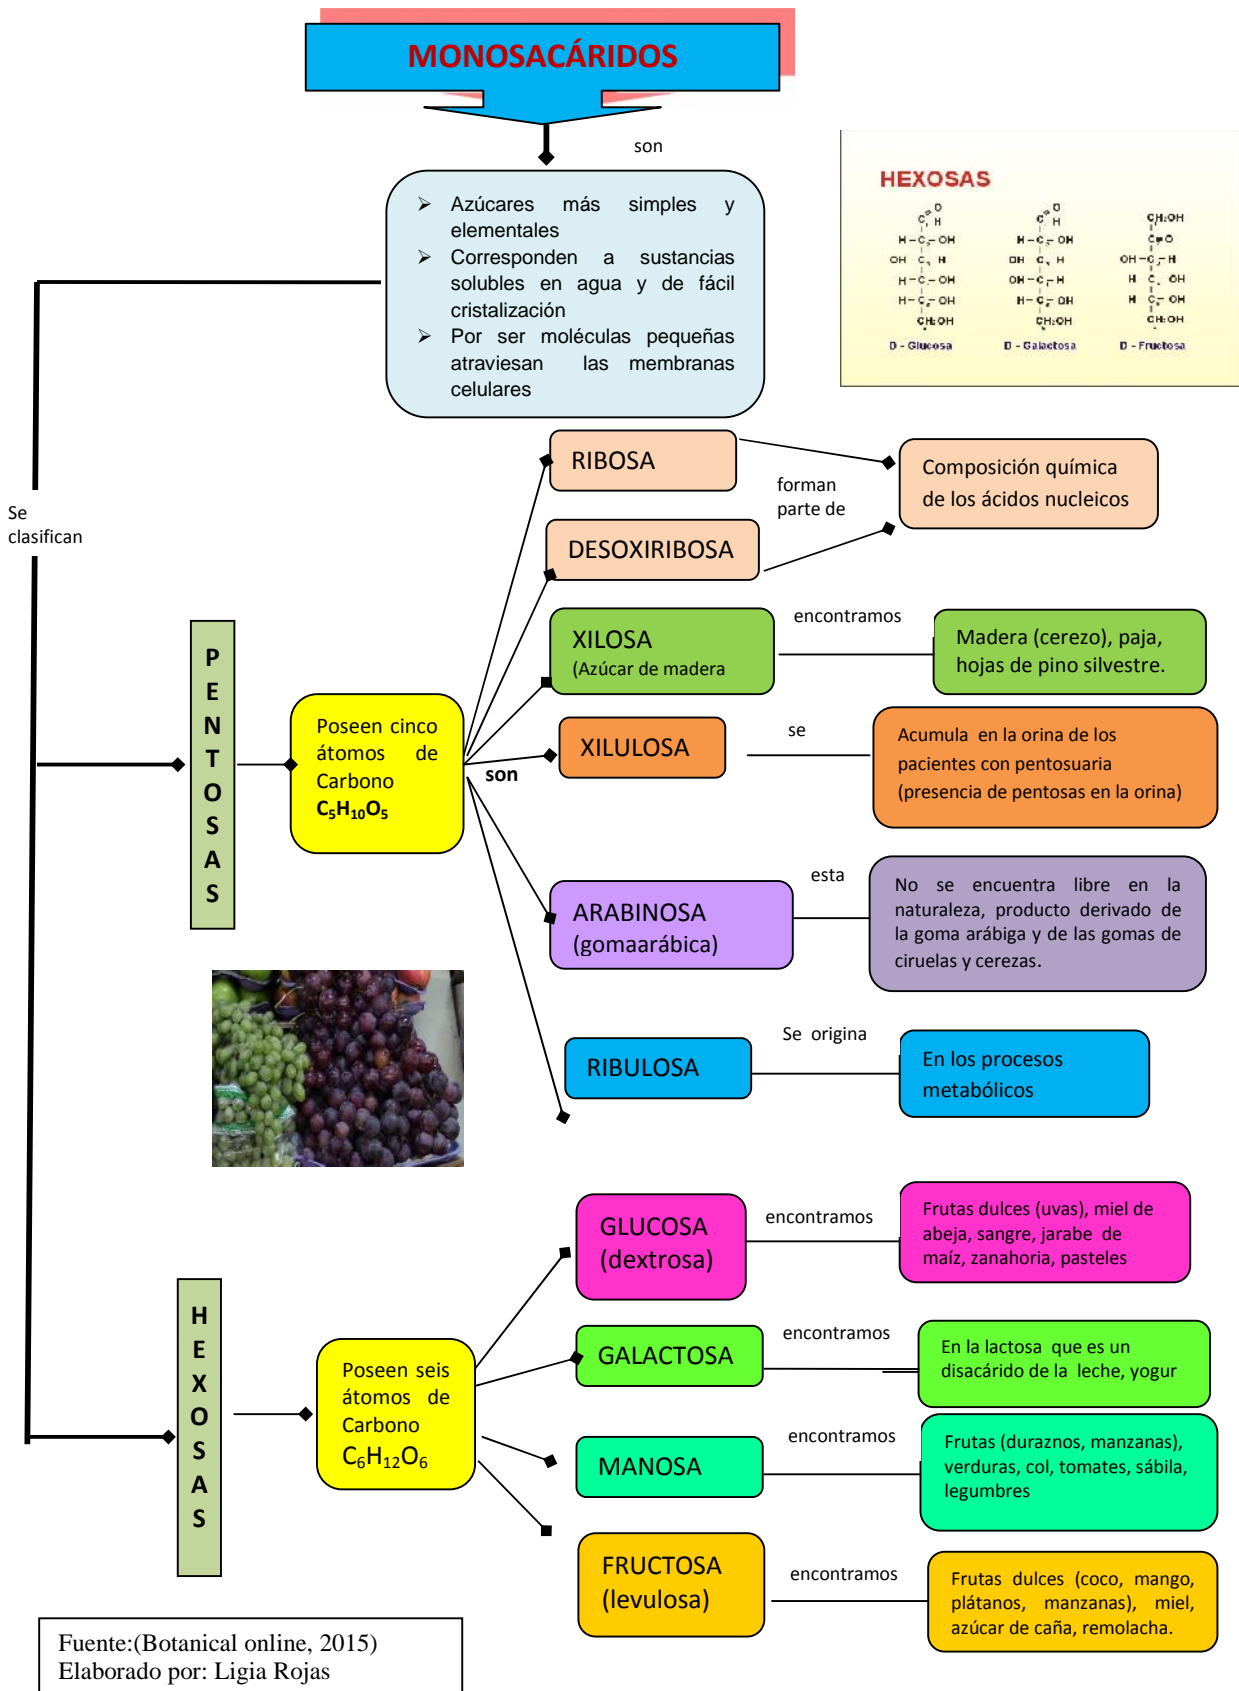 MONOSACÁRIDOS
son
➢ Azúcares más simples y
elementales
➢ Corresponden a sustancias
solubles en agua y de fácil
cristalización
➢ Por ser moléculas pequeñas
atraviesan las membranas
celulares
HEXOSAS
D - Glucosa
D - Galactosa
D - Fructosa
Se
clasifican
PENTOSAS
Poseen cinco
átomos de
Carbono
C₅H₁₀O₅
son
RIBOSA
DESOXIRIBOSA
forman
parte de
Composición química
de los ácidos nucleicos
XILOSA
(Azúcar de madera
encontramos
Madera (cerezo), paja,
hojas de pino silvestre.
XILULOSA
se
Acumula en la orina de los
pacientes con pentosuaria
(presencia de pentosas en la orina)
ARABINOSA
(gomaarábica)
esta
No se encuentra libre en la
naturaleza, producto derivado de
la goma arábiga y de las gomas de
ciruelas y cerezas.
RIBULOSA
Se origina
En los procesos
metabólicos
HEXOSAS
Poseen seis
átomos de
Carbono
C₆H₁₂O₆
GLUCOSA
(dextrosa)
encontramos
Frutas dulces (uvas), miel de
abeja, sangre, jarabe de
maíz, zanahoria, pasteles
GALACTOSA
encontramos
En la lactosa que es un
disacárido de la leche, yogur
MANOSA
encontramos
Frutas (duraznos, manzanas),
verduras, col, tomates, sábila,
legumbres
FRUCTOSA
(levulosa)
encontramos
Frutas dulces (coco, mango,
plátanos, manzanas), miel,
azúcar de caña, remolacha.
Fuente:(Botanical online, 2015)
Elaborado por: Ligia Rojas